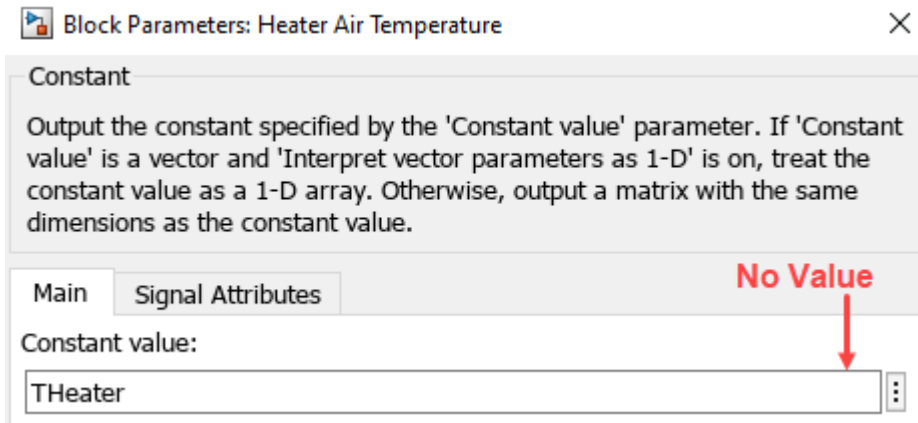 Block Parameters: Heater Air Temperature
Constant
Output the constant specified by the 'Constant value' parameter. If 'Constant
value' is a vector and 'Interpret vector parameters as 1-D' is on, treat the
constant value as a 1-D array. Otherwise, output a matrix with the same
dimensions as the constant value.
No Value
Main Signal Attributes
Constant value:
THeater